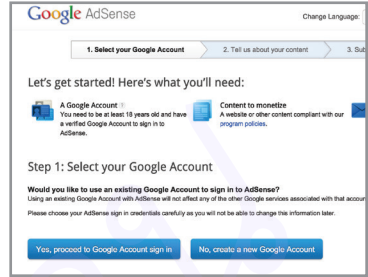 Google AdSense
Change Language:
1. Select your Google Account
2. Tell us about your content
3. Sub
Let's get started! Here's what you'll need:
A Google Account
You need to be at least 18 years old and have
a verified Google Account to sign in to
AdSense.
Content to monetize
A website or other content compliant with our
program policies.
Step 1: Select your Google Account
Would you like to use an existing Google Account to sign in to AdSense?
Using an existing Google Account with AdSense will not affect any of the other Google services associated with that accoun
Please choose your AdSense sign in credentials carefully as you will not be able to change this information later.
Yes, proceed to Google Account sign in
No, create a new Google Account